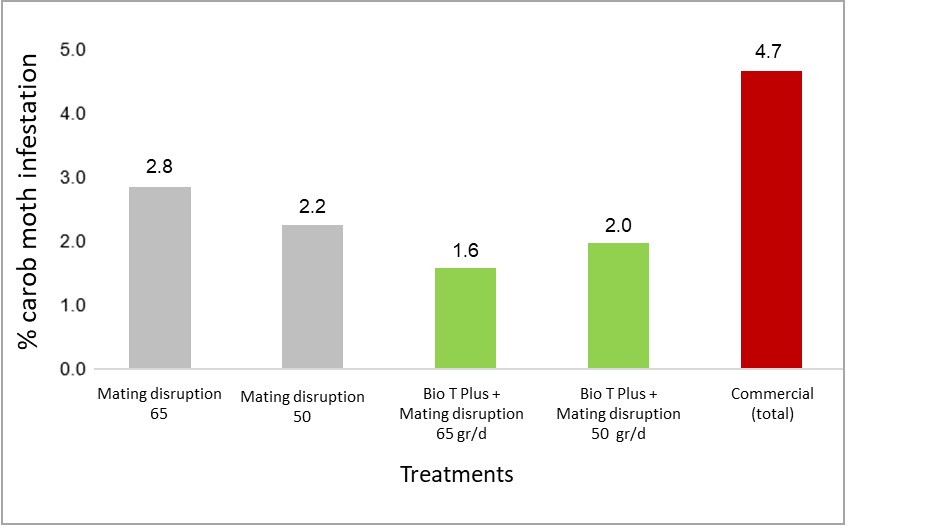 % carob moth infestation
5.0
4.0
3.0
2.0
1.0
0.0
2.8
2.2
1.6
2.0
4.7
Mating disruption
65
Mating disruption
50
Bio T Plus +
Mating disruption
65 gr/d
Bio T Plus +
Mating disruption
50 gr/d
Commercial
(total)
Treatments